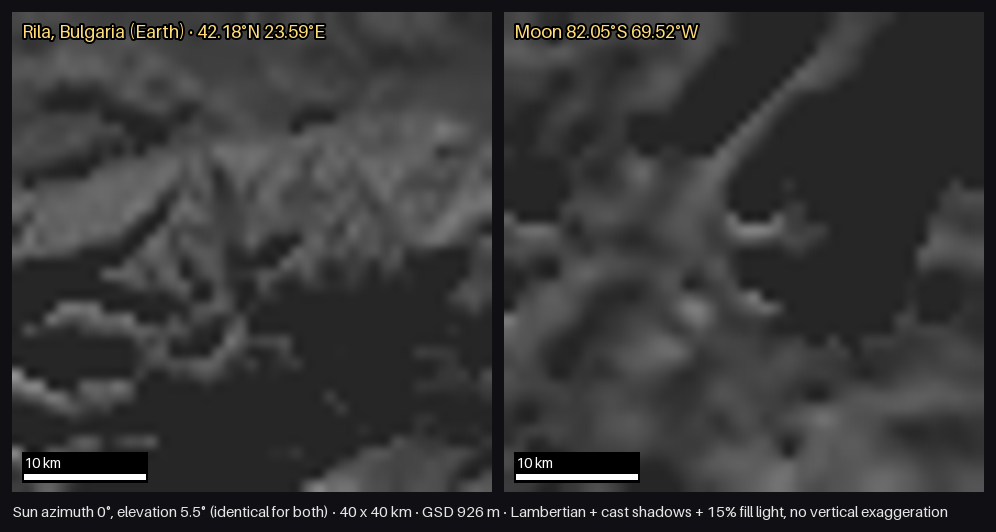 Rila, Bulgaria (Earth) · 42.18°N 23.59°E
Moon 82.05°S 69.52°W
10 km
10 km
Sun azimuth 0°, elevation 5.5° (identical for both) · 40 x 40 km · GSD 926 m · Lambertian + cast shadows + 15% fill light, no vertical exaggeration